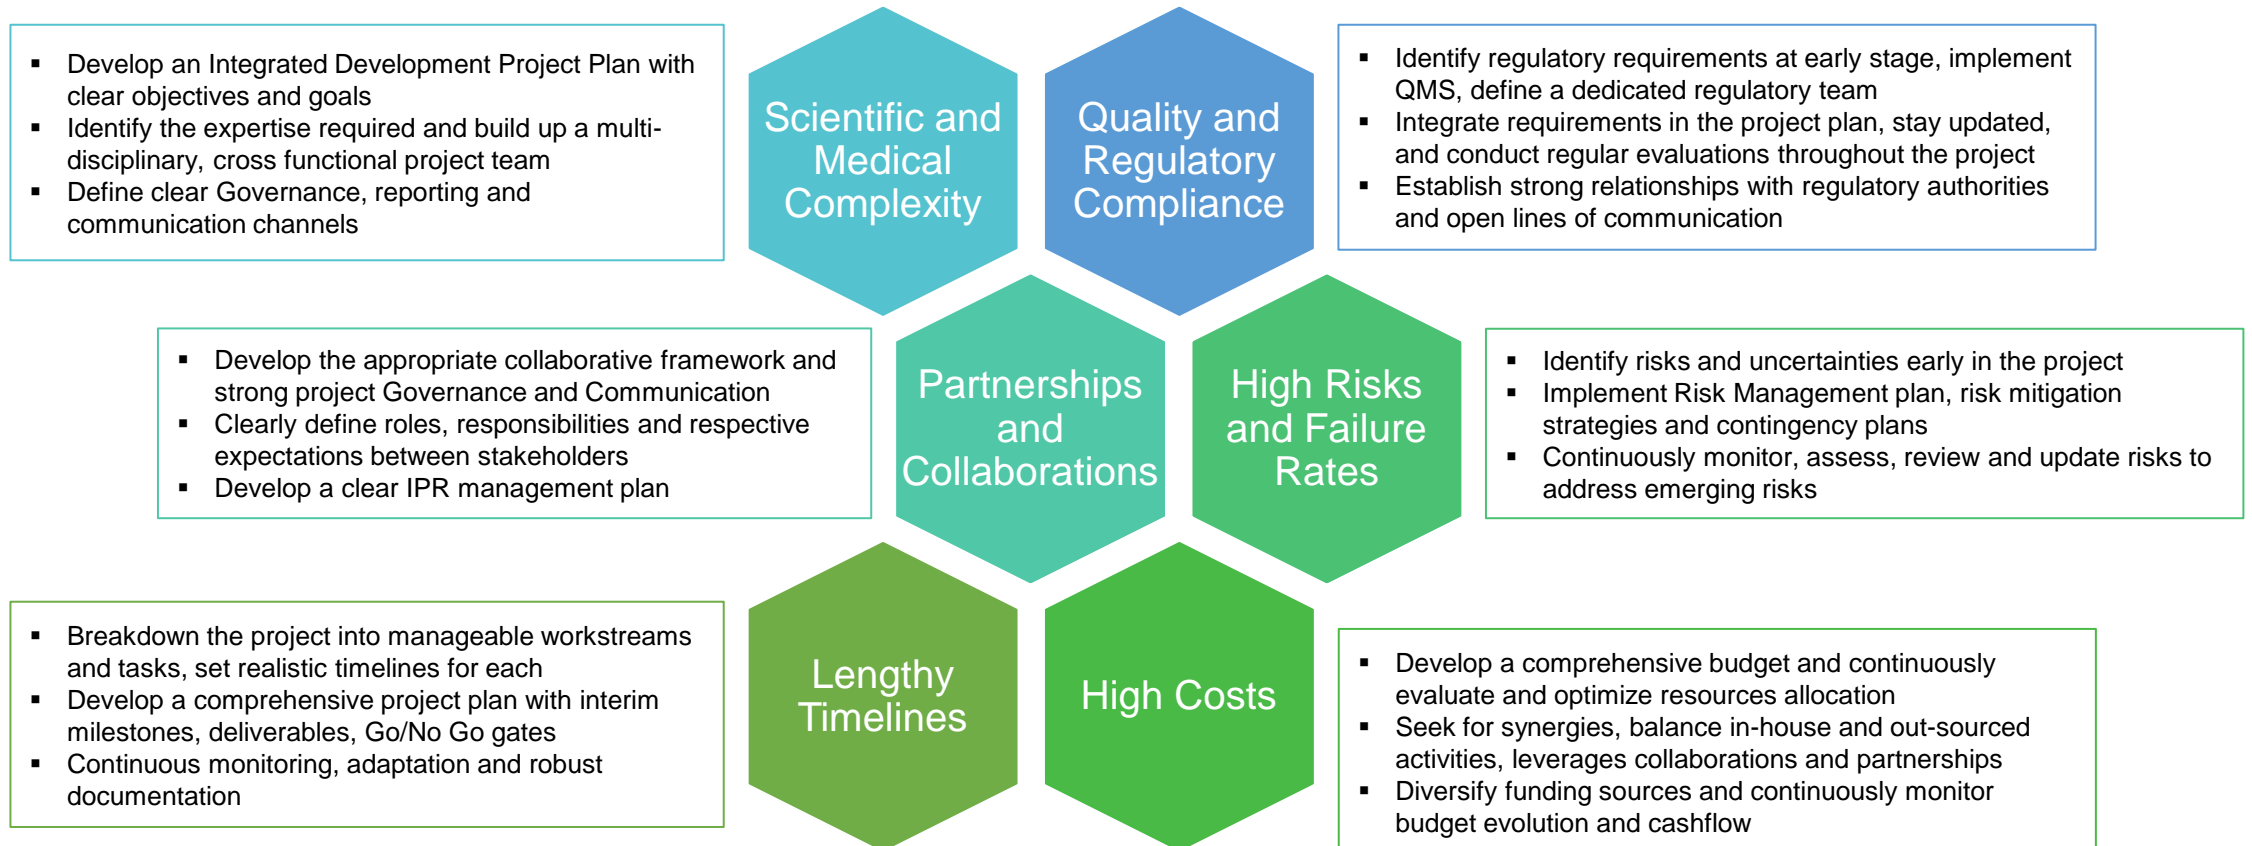 ▪ Develop an Integrated Development Project Plan with
clear objectives and goals
▪ Identify the expertise required and build up a multi-
disciplinary, cross functional project team
▪ Define clear Governance, reporting and
communication channels
Scientific and
Medical
Complexity
Quality and
Regulatory
Compliance
▪ Identify regulatory requirements at early stage, implement
QMS, define a dedicated regulatory team
▪ Integrate requirements in the project plan, stay updated,
and conduct regular evaluations throughout the project
▪ Establish strong relationships with regulatory authorities
and open lines of communication
▪ Develop the appropriate collaborative framework and
strong project Governance and Communication
▪ Clearly define roles, responsibilities and respective
expectations between stakeholders
▪ Develop a clear IPR management plan
Partnerships
and
Collaborations
High Risks
and Failure
Rates
▪ Identify risks and uncertainties early in the project
▪ Implement Risk Management plan, risk mitigation
strategies and contingency plans
▪ Continuously monitor, assess, review and update risks to
address emerging risks
▪ Breakdown the project into manageable workstreams
and tasks, set realistic timelines for each
▪ Develop a comprehensive project plan with interim
milestones, deliverables, Go/No Go gates
▪ Continuous monitoring, adaptation and robust
documentation
Lengthy
Timelines
High Costs
▪ Develop a comprehensive budget and continuously
evaluate and optimize resources allocation
▪ Seek for synergies, balance in-house and out-sourced
activities, leverages collaborations and partnerships
▪ Diversify funding sources and continuously monitor
budget evolution and cashflow